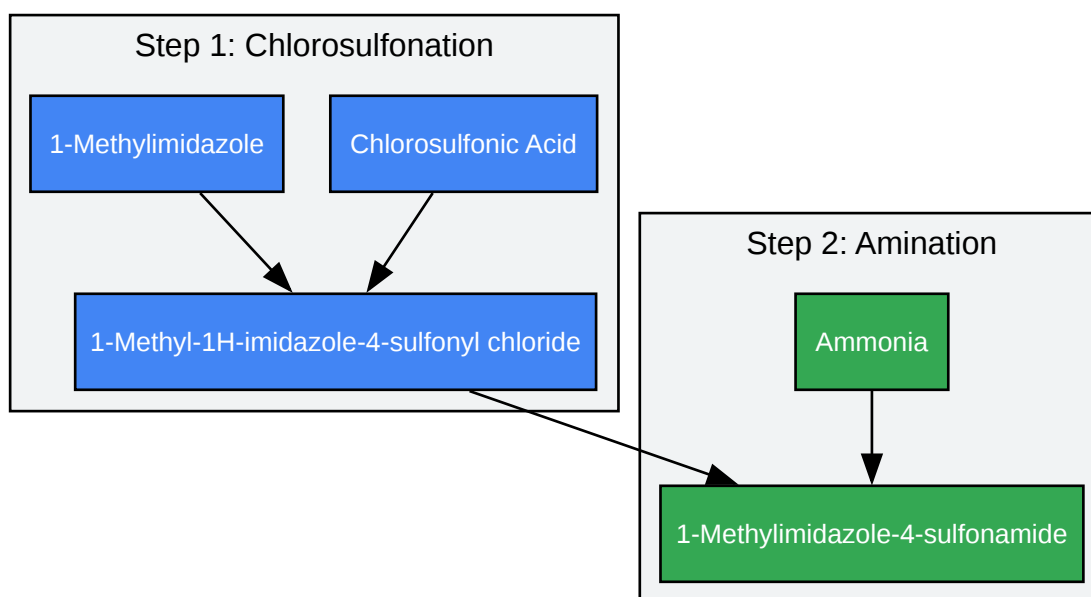 Step 1: Chlorosulfonation
1-Methylimidazole
Chlorosulfonic Acid
1-Methyl-1H-imidazole-4-sulfonyl chloride
Step 2: Amination
Ammonia
1-Methylimidazole-4-sulfonamide